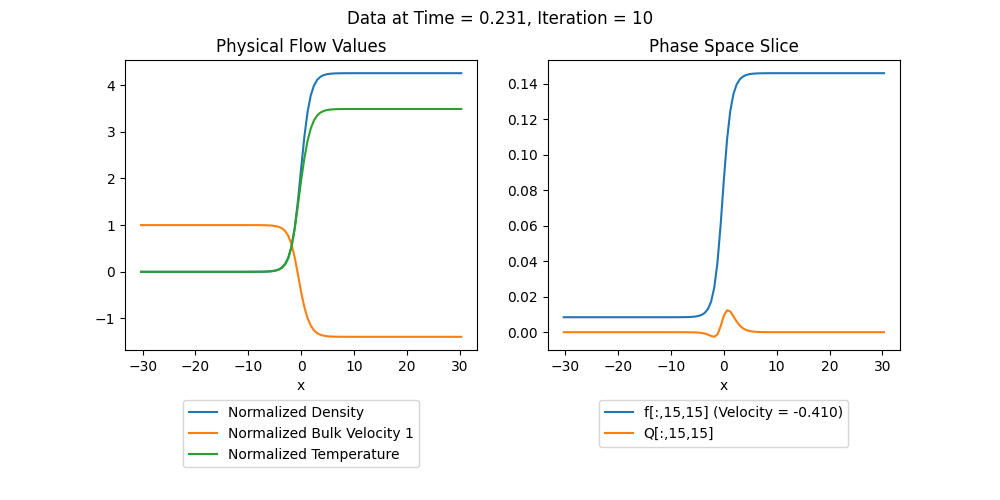 Data at Time = 0.231, Iteration = 10
Physical Flow Values
4
3
2
1
0
−1
−30
−20
−10
0
10
20
30
x
Normalized Density
Normalized Bulk Velocity 1
Normalized Temperature
Phase Space Slice
0.14
0.12
0.10
0.08
0.06
0.04
0.02
0.00
−30
−20
−10
0
10
20
30
x
f[:,15,15] (Velocity = -0.410)
Q[:,15,15]